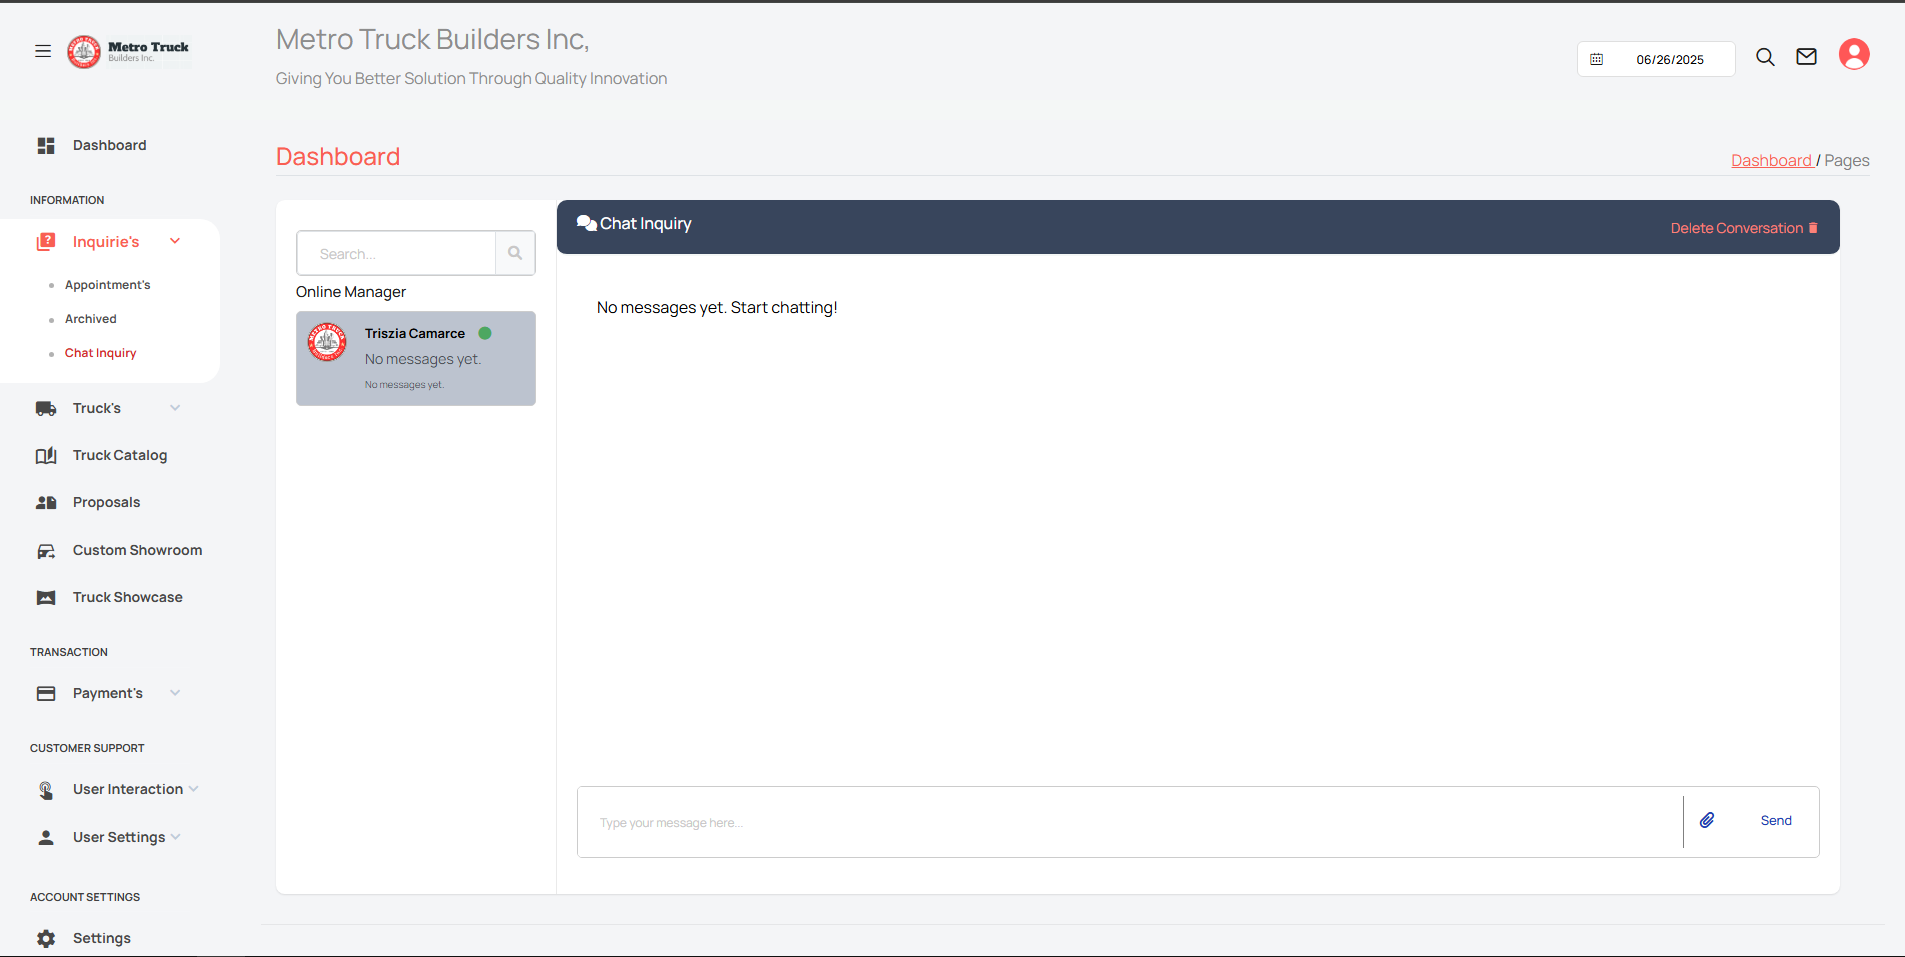 Metro Truck
Builders Inc.
Metro Truck Builders Inc,
Giving You Better Solution Through Quality Innovation
06/26/2025
Dashboard
INFORMATION
Inquirie's
Appointment's
Archived
Chat Inquiry
Truck's
Truck Catalog
Proposals
Custom Showroom
Truck Showcase
TRANSACTION
Payment's
CUSTOMER SUPPORT
User Interaction
User Settings
ACCOUNT SETTINGS
Settings
Dashboard
Dashboard / Pages
Search...
Online Manager
Triszia Camarce
No messages yet.
No messages yet.
Chat Inquiry
Delete Conversation
No messages yet. Start chatting!
Type your message here...
Send